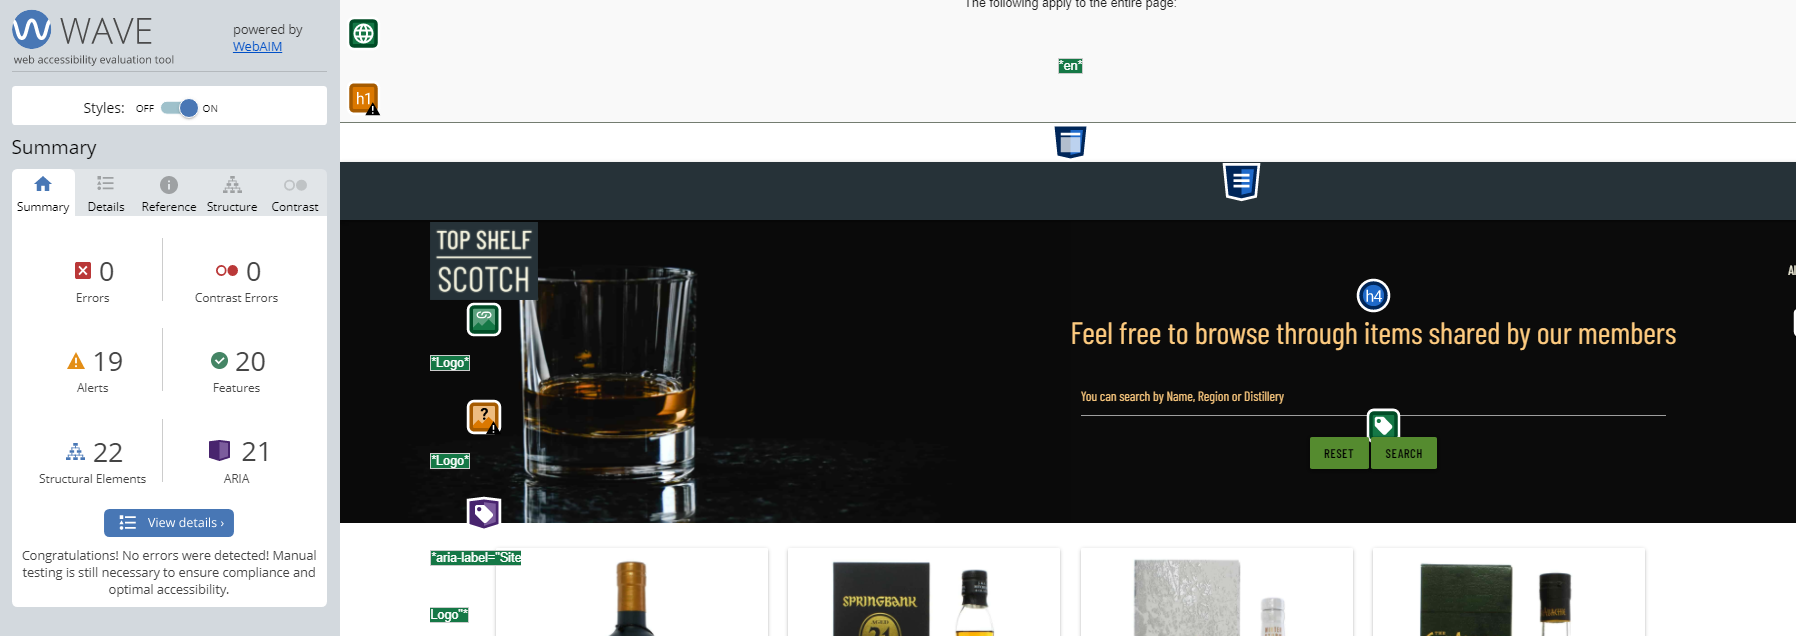 WAVE
web accessibility evaluation tool
powered by
WebAIM
Styles: OFF ON
Summary
Summary Details Reference Structure Contrast
0
Errors
0
Contrast Errors
19
Alerts
20
Features
22
Structural Elements
21
ARIA
View details ›
Congratulations! No errors were detected! Manual
testing is still necessary to ensure compliance and
optimal accessibility.
The following apply to the entire page:
*en*
h1
TOP SHELF
SCOTCH
*Logo*
?
*Logo*
*aria-label="Site
Logo"*
h4
Feel free to browse through items shared by our members
You can search by Name, Region or Distillery
RESET SEARCH
SPRINGBANK
AGED
21